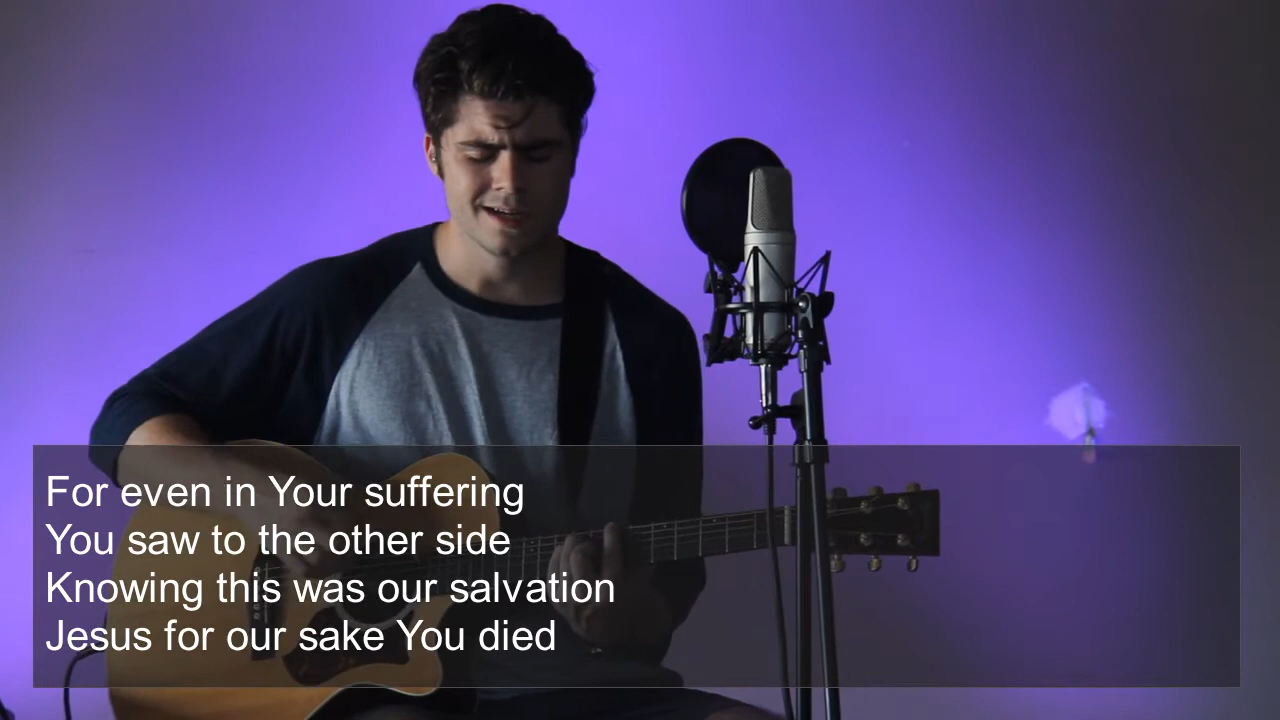 For even in Your suffering
You saw to the other side
Knowing this was our salvation
Jesus for our sake You died